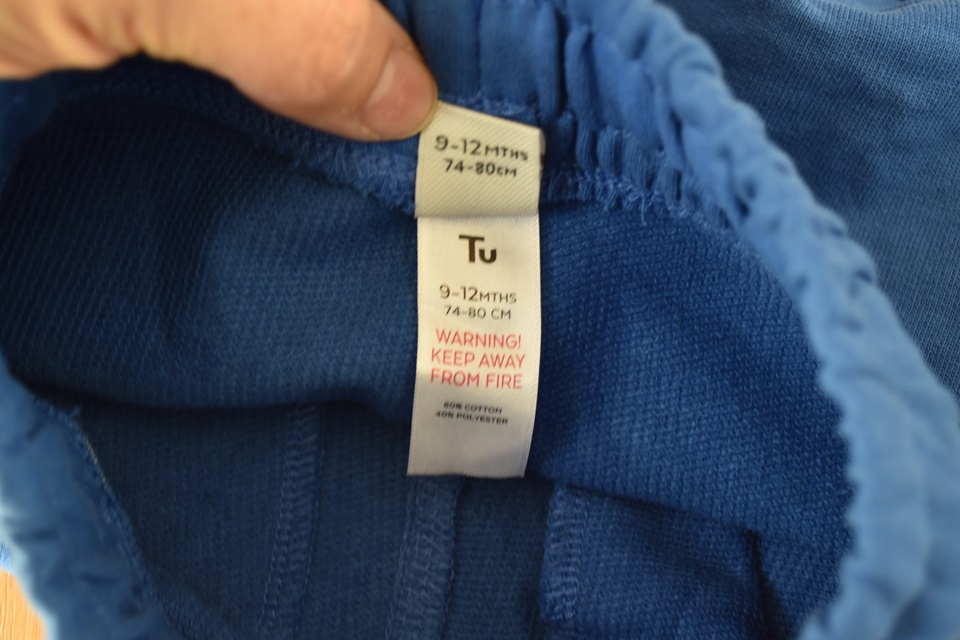 9-12MTHS
74-80CM
Tu
9-12MTHS
74-80 CM
WARNING!
KEEP AWAY
FROM FIRE
60% COTTON
40% POLYESTER